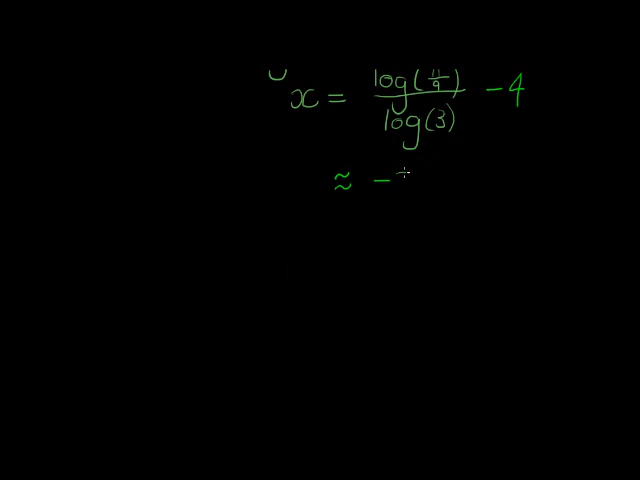 x = log(11/9)/log(3) - 4
≈ -